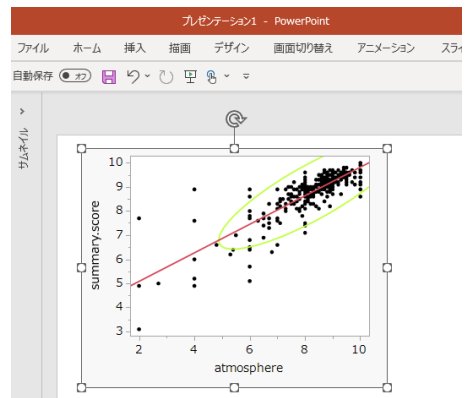 プレゼンテーション1 - PowerPoint
ファイル ホーム 挿入 描画 デザイン 画面切り替え アニメーション スライ
自動保存 オフ
サムネイル
10
9
8
7
6
5
4
3
summary.score
2 4 6 8 10
atmosphere